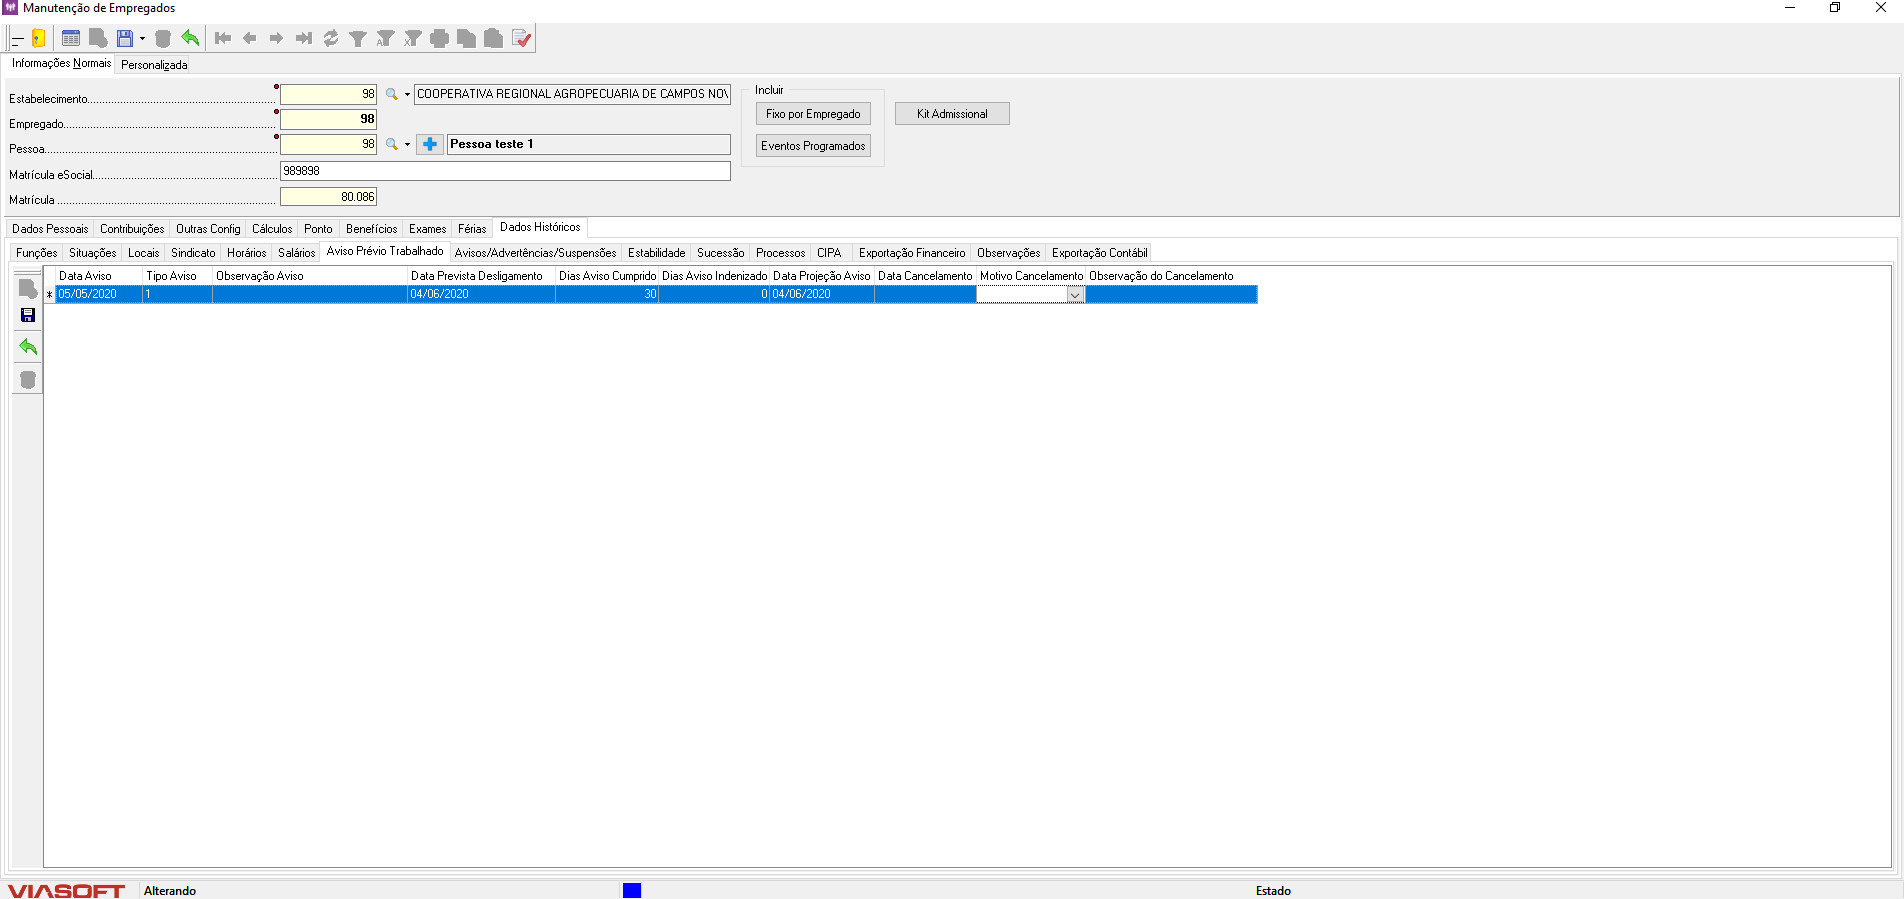 Manutenção de Empregados
Informações Normais Personalizada
Estabelecimento 98 COOPERATIVA REGIONAL AGROPECUARIA DE CAMPOS NOV
Empregado 98
Pessoa 98 Pessoa teste 1
Matrícula eSocial 989898
Matrícula 80.086
Incluir
Fixo por Empregado Kit Admissional
Eventos Programados
Dados Pessoais Contribuições Outras Config Cálculos Ponto Benefícios Exames Férias Dados Históricos
Funções Situações Locais Sindicato Horários Salários Aviso Prévio Trabalhado Avisos/Advertências/Suspensões Estabilidade Sucessão Processos CIPA Exportação Financeiro Observações Exportação Contábil
Data Aviso Tipo Aviso Observação Aviso Data Prevista Desligamento Dias Aviso Cumprido Dias Aviso Indenizado Data Projeção Aviso Data Cancelamento Motivo Cancelamento Observação do Cancelamento
* 05/05/2020 1 04/06/2020 30 0 04/06/2020
VIASOFT Alterando Estado